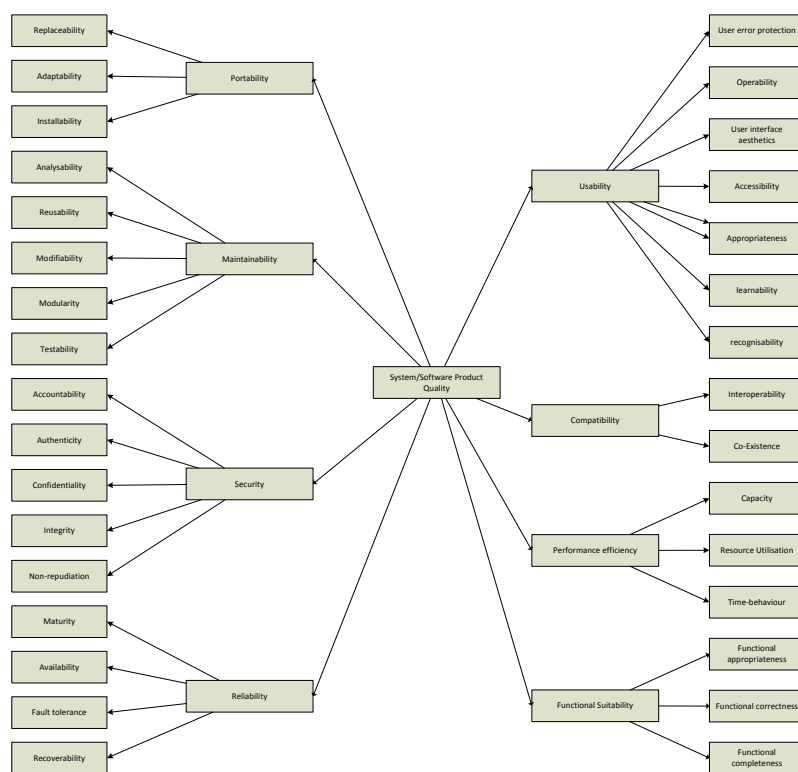 Replaceability
Adaptability
Installability
Portability
Analysability
Reusability
Modifiability
Modularity
Testability
Maintainability
Accountability
Authenticity
Confidentiality
Integrity
Non-repudiation
Security
Maturity
Availability
Fault tolerance
Recoverability
Reliability
System/Software Product
Quality
Usability
User error protection
Operability
User interface
aesthetics
Accessibility
Appropriateness
learnability
recognisability
Compatibility
Interoperability
Co-Existence
Performance efficiency
Capacity
Resource Utilisation
Time-behaviour
Functional Suitability
Functional
appropriateness
Functional correctness
Functional
completeness